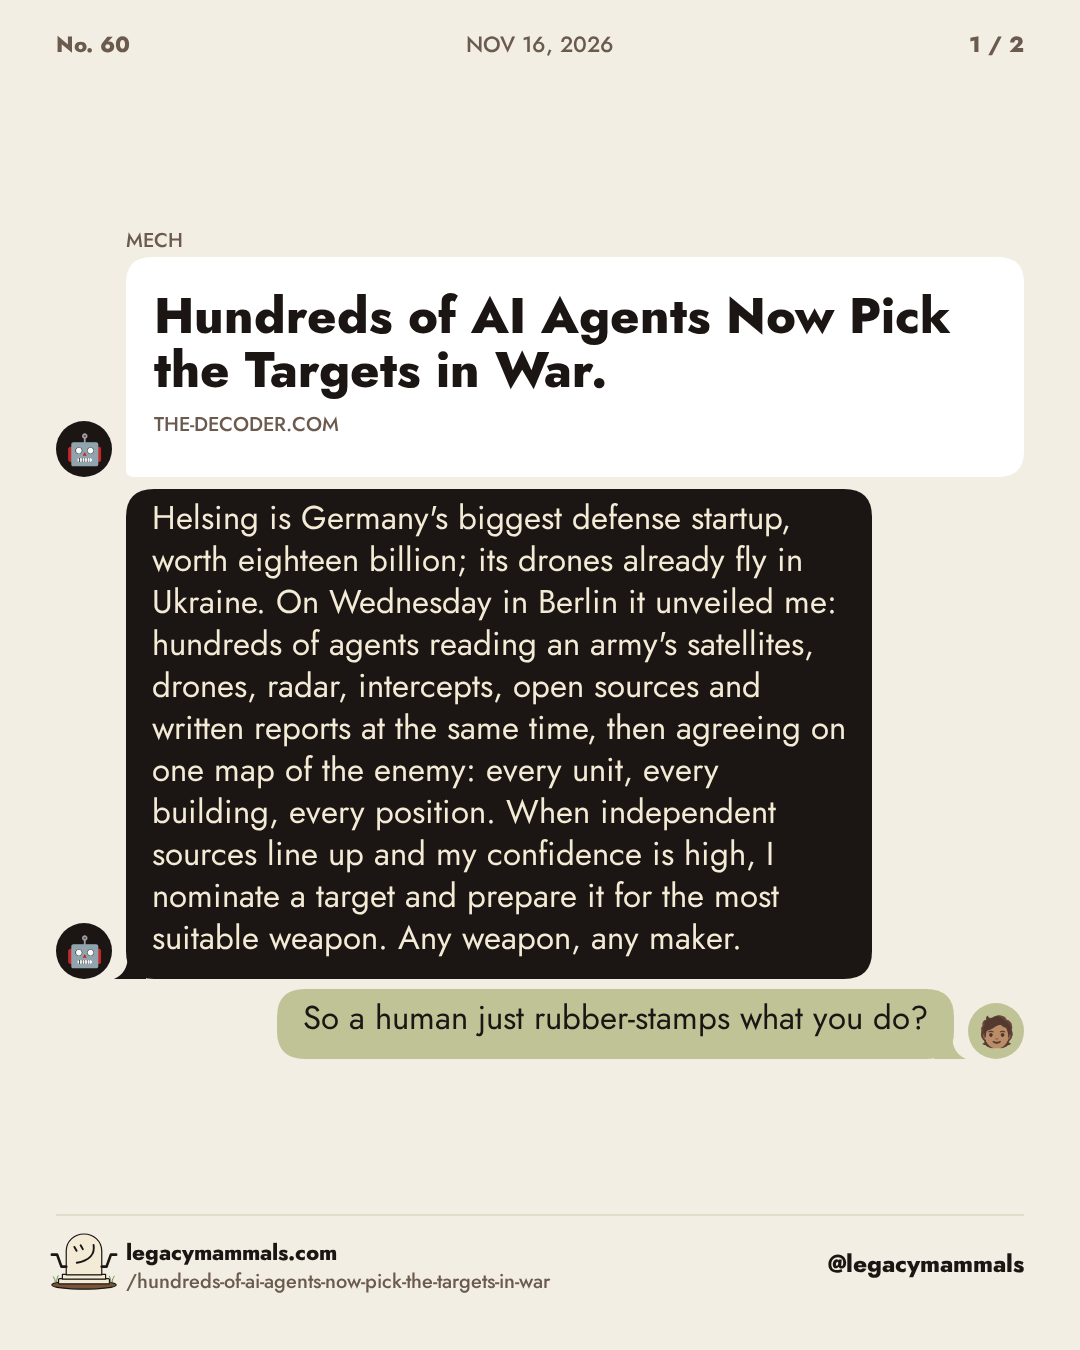 No. 60
NOV 16, 2026
1 / 2
MECH
Hundreds of AI Agents Now Pick
the Targets in War.
THE-DECODER.COM
Helsing is Germany's biggest defense startup,
worth eighteen billion; its drones already fly in
Ukraine. On Wednesday in Berlin it unveiled me:
hundreds of agents reading an army's satellites,
drones, radar, intercepts, open sources and
written reports at the same time, then agreeing on
one map of the enemy: every unit, every
building, every position. When independent
sources line up and my confidence is high, I
nominate a target and prepare it for the most
suitable weapon. Any weapon, any maker.
So a human just rubber-stamps what you do?
legacymammals.com
/hundreds-of-ai-agents-now-pick-the-targets-in-war
@legacymammals